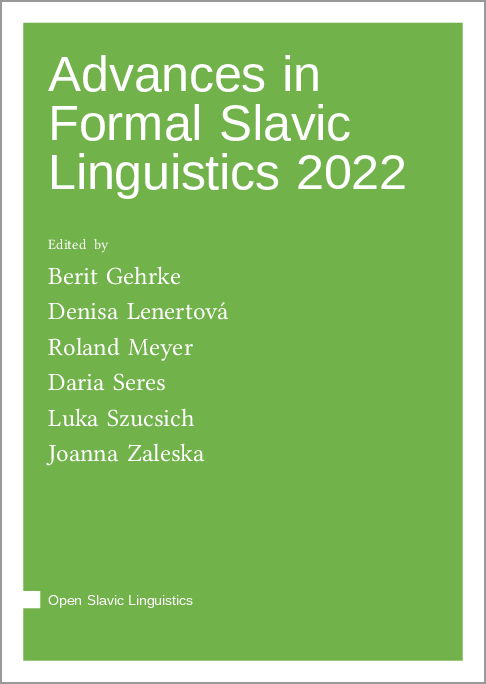 Advances in
Formal Slavic
Linguistics 2022
Edited by
Berit Gehrke
Denisa Lenertová
Roland Meyer
Daria Seres
Luka Szucsich
Joanna Zaleska
Open Slavic Linguistics